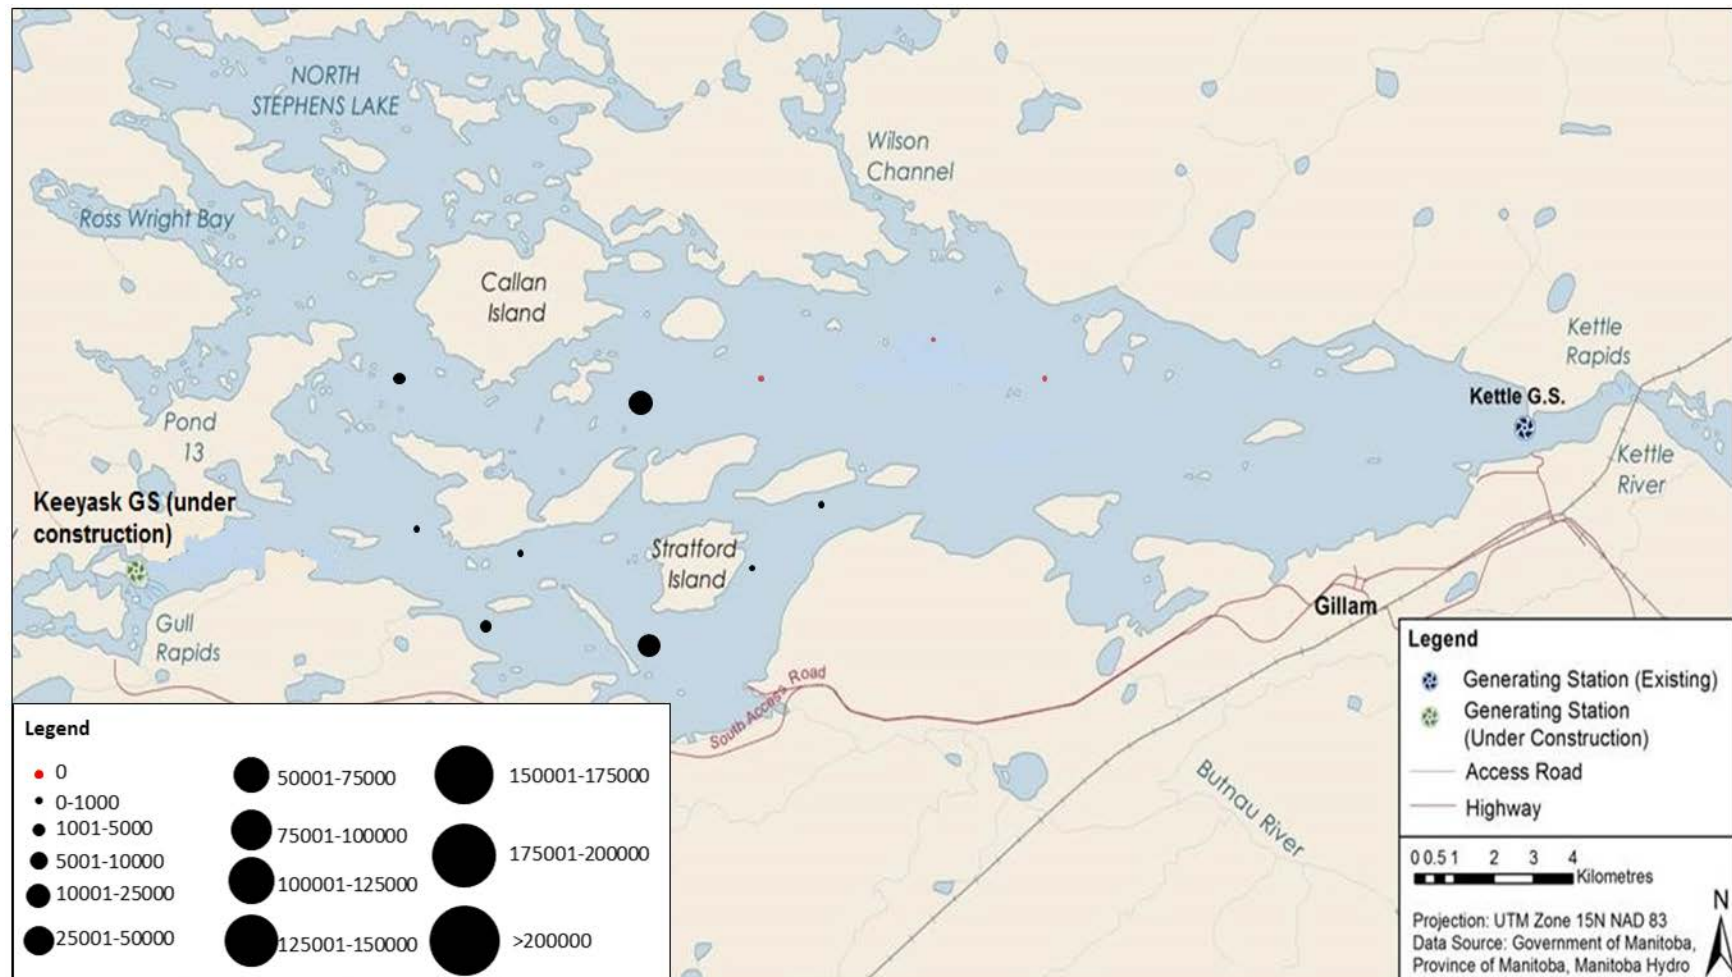 NORTH
STEPHENS LAKE
Wilson
Channel
Ross Wright Bay
Callan
Island
Kettle
Rapids
Kettle G.S.
Pond
13
Kettle
River
Keeyask GS (under
construction)
Stratford
Island
Gillam
Gull
Rapids
South Access Road
Butnau River
Legend
0
0-1000
1001-5000
5001-10000
10001-25000
25001-50000
50001-75000
75001-100000
100001-125000
125001-150000
150001-175000
175001-200000
>200000
Legend
Generating Station (Existing)
Generating Station
(Under Construction)
Access Road
Highway
0 0.5 1 2 3 4
Kilometres
N
Projection: UTM Zone 15N NAD 83
Data Source: Government of Manitoba,
Province of Manitoba, Manitoba Hydro